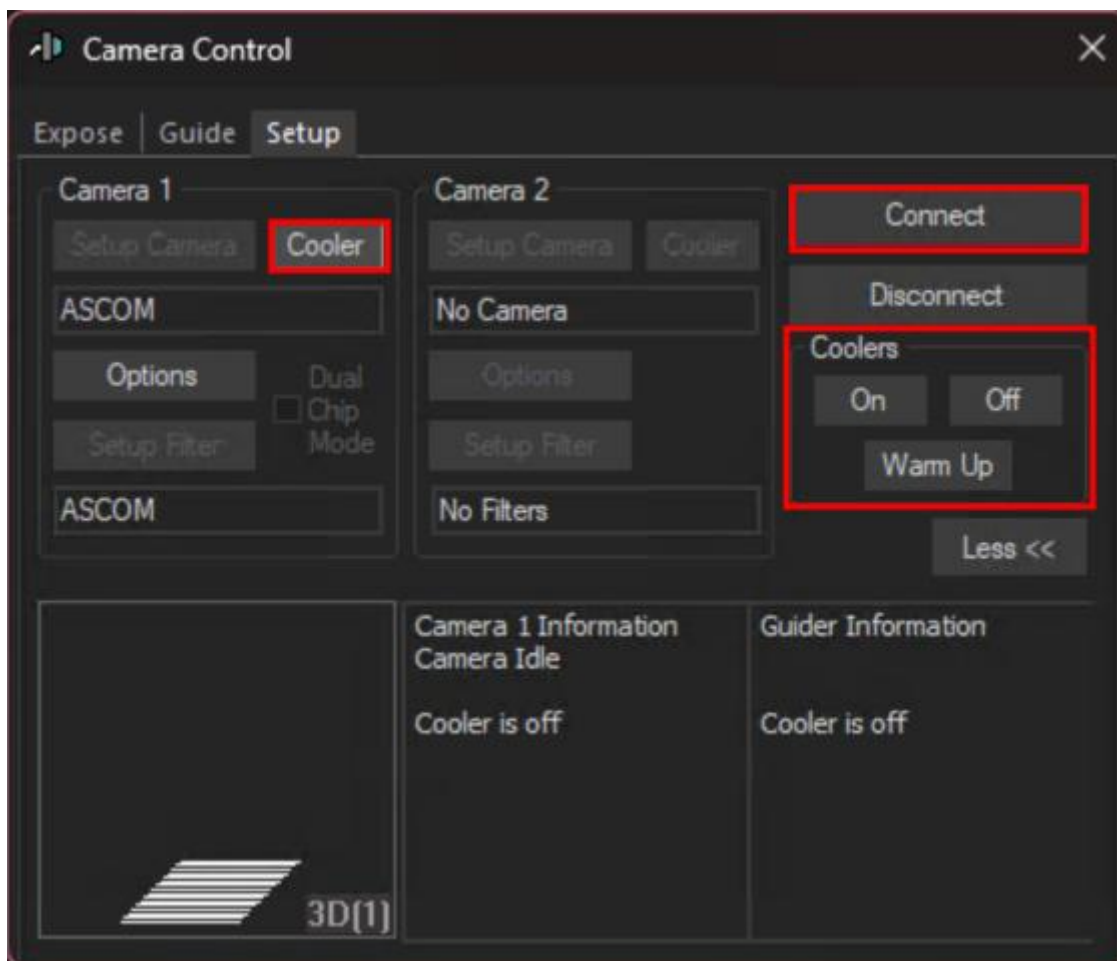 Camera Control
Expose Guide Setup
Camera 1
Setup Camera Cooler
ASCOM
Options
Dual Chip Mode
Setup Filter
ASCOM
Camera 2
Setup Camera Cooler
No Camera
Options
Setup Filter
No Filters
Connect
Disconnect
Coolers
On Off
Warm Up
Less <<
3D(1)
Camera 1 Information
Camera Idle
Cooler is off
Guider Information
Cooler is off